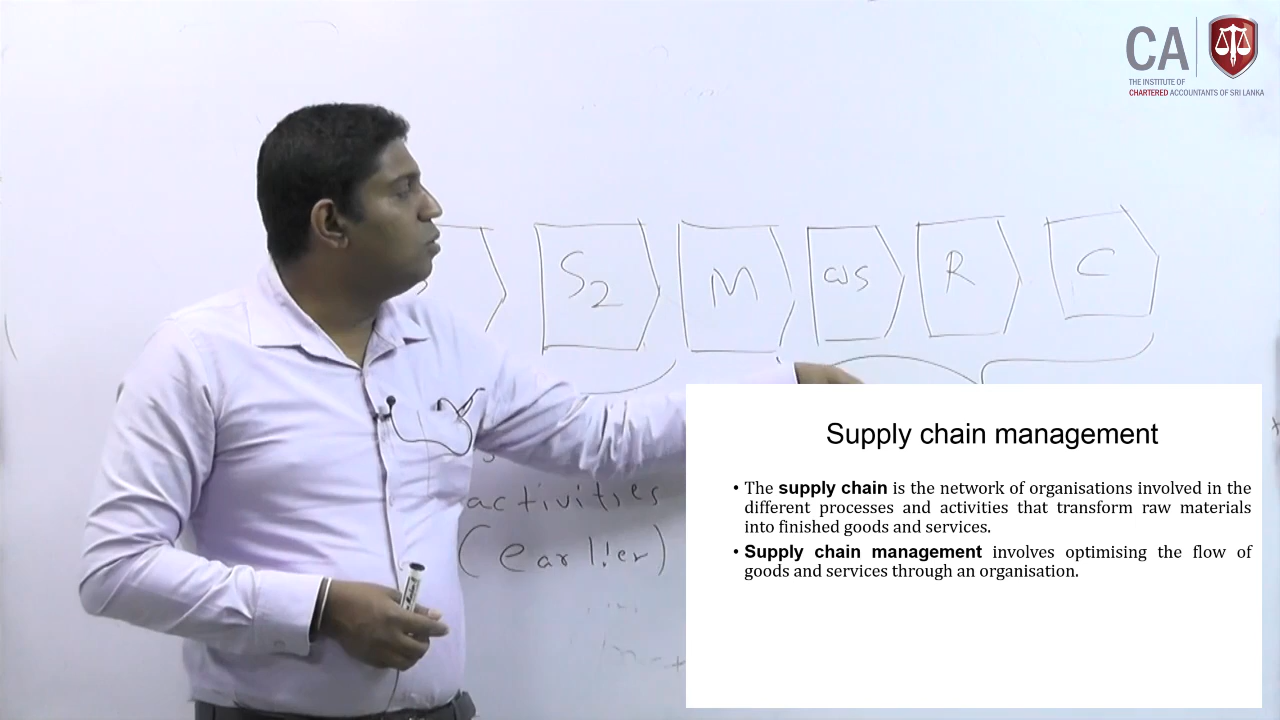 CA
THE INSTITUTE OF
CHARTERED ACCOUNTANTS OF SRI LANKA
S2
M
WS
R
C
activities
(earlier)
Supply chain management
• The supply chain is the network of organisations involved in the
different processes and activities that transform raw materials
into finished goods and services.
• Supply chain management involves optimising the flow of
goods and services through an organisation.